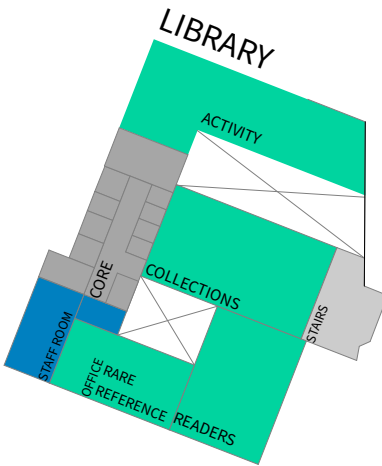 LIBRARY
ACTIVITY
CORE
COLLECTIONS
STAIRS
STAFF ROOM
OFFICE
RARE
REFERENCE
READERS